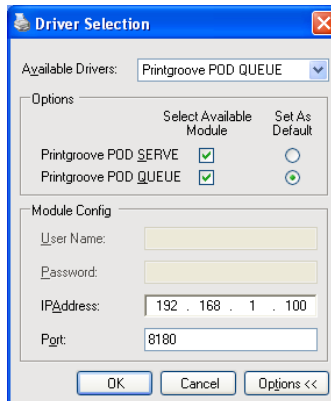 Driver Selection
Available Drivers: Printgroove POD QUEUE
Options
Select Available Module
Set As Default
Printgroove POD SERVE
Printgroove POD QUEUE
Module Config
User Name:
Password:
IPAddress: 192 . 168 . 1 . 100
Port: 8180
OK Cancel Options <<